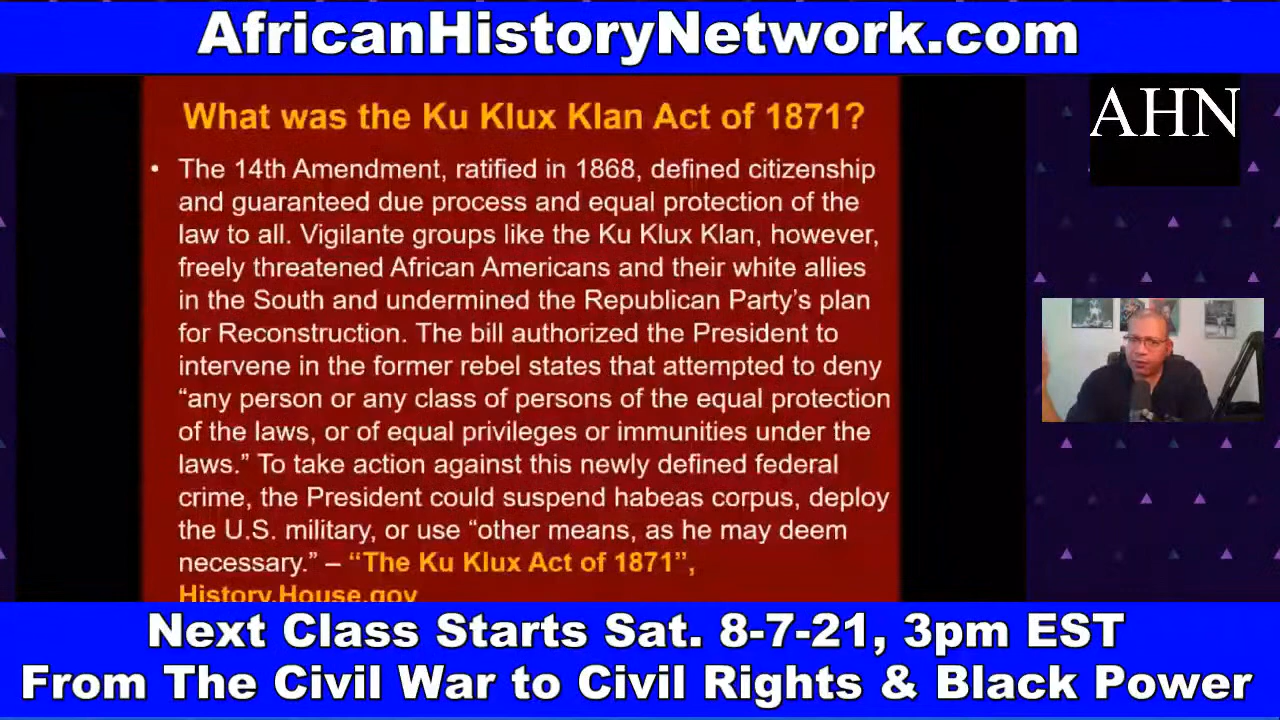 AfricanHistoryNetwork.com
AHN
What was the Ku Klux Klan Act of 1871?
• The 14th Amendment, ratified in 1868, defined citizenship
and guaranteed due process and equal protection of the
law to all. Vigilante groups like the Ku Klux Klan, however,
freely threatened African Americans and their white allies
in the South and undermined the Republican Party’s plan
for Reconstruction. The bill authorized the President to
intervene in the former rebel states that attempted to deny
“any person or any class of persons of the equal protection
of the laws, or of equal privileges or immunities under the
laws.” To take action against this newly defined federal
crime, the President could suspend habeas corpus, deploy
the U.S. military, or use “other means, as he may deem
necessary.” – “The Ku Klux Act of 1871”,
History.House.gov
Next Class Starts Sat. 8-7-21, 3pm EST
From The Civil War to Civil Rights & Black Power